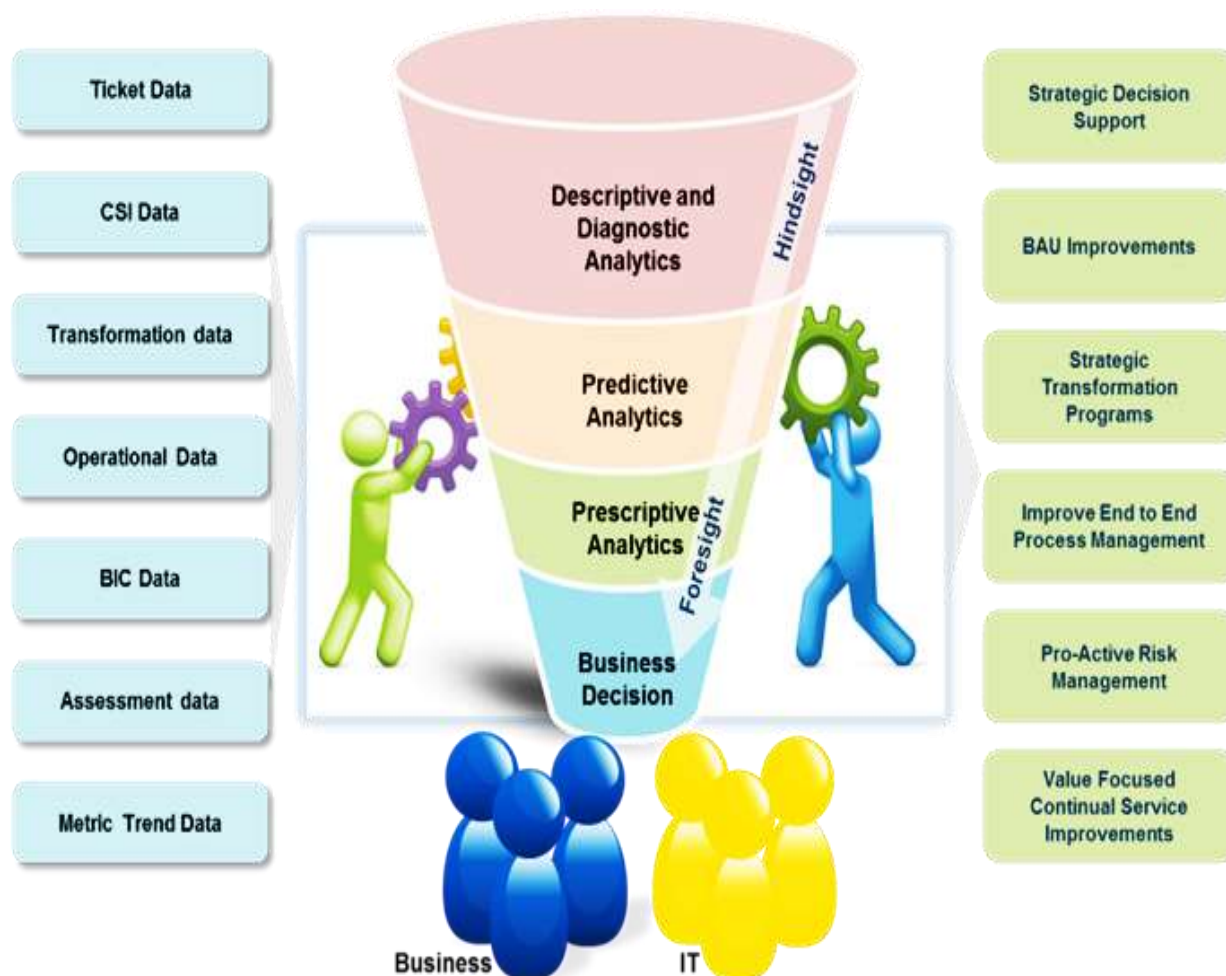 Ticket Data
CSI Data
Transformation data
Operational Data
BIC Data
Assessment data
Metric Trend Data
Descriptive and
Diagnostic
Analytics
Hindsight
Predictive
Analytics
Prescriptive
Analytics
Foresight
Business
Decision
Business
IT
Strategic Decision
Support
BAU Improvements
Strategic
Transformation
Programs
Improve End to End
Process Management
Pro-Active Risk
Management
Value Focused
Continual Service
Improvements